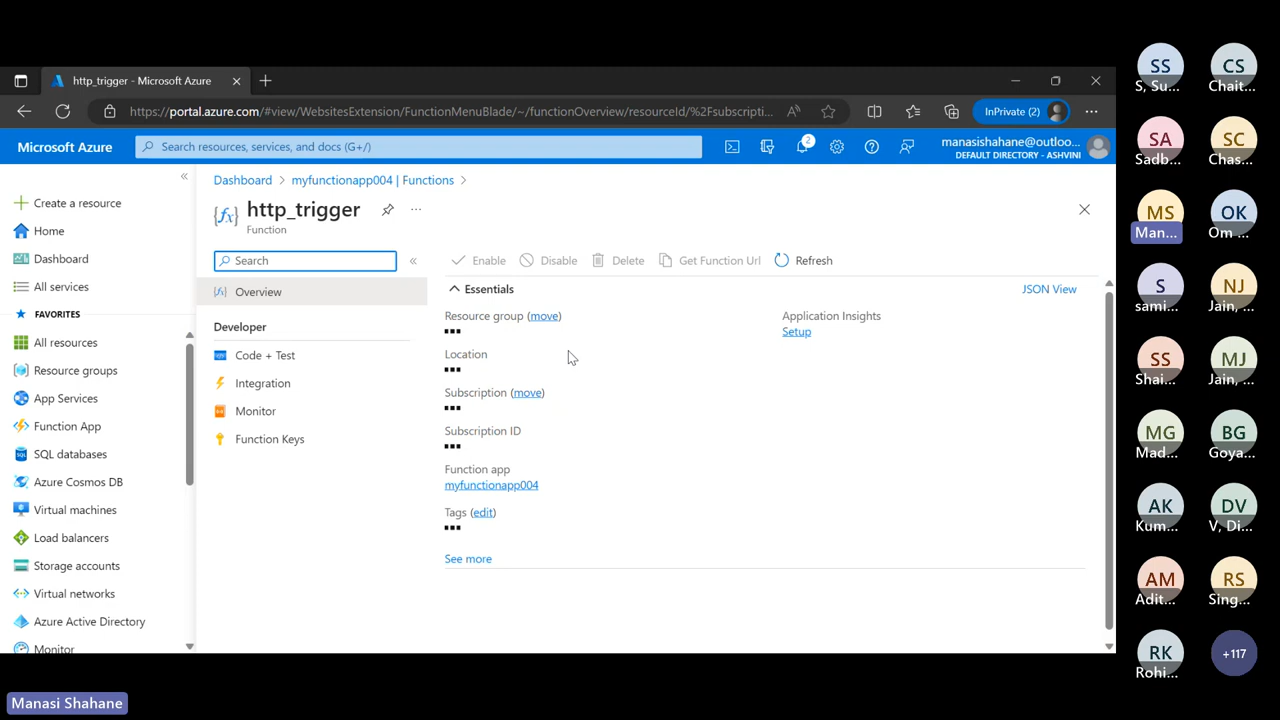 http_trigger - Microsoft Azure
https://portal.azure.com/#view/WebsitesExtension/FunctionMenuBlade/~/functionOverview/resourceId/%2Fsubscripti...
InPrivate (2)
Microsoft Azure
Search resources, services, and docs (G+/)
2
manasishahane@outloo...
DEFAULT DIRECTORY - ASHVINI
Create a resource
Home
Dashboard
All services
FAVORITES
All resources
Resource groups
App Services
Function App
SQL databases
Azure Cosmos DB
Virtual machines
Load balancers
Storage accounts
Virtual networks
Azure Active Directory
Monitor
Dashboard > myfunctionapp004 | Functions >
http_trigger
Function
Search
Overview
Developer
Code + Test
Integration
Monitor
Function Keys
Enable Disable Delete Get Function Url Refresh
Essentials
JSON View
Resource group (move)
Location
Subscription (move)
Subscription ID
Function app
myfunctionapp004
Tags (edit)
See more
Application Insights
Setup
SS CS
S, Su... Chait...
SA SC
Sadb... Chas...
MS OK
Man... Om ...
S NJ
sami... Jain, ...
SS MJ
Shai... Jain, ...
MG BG
Mad... Goya...
AK DV
Kum... V, Di...
AM RS
Adit... Sing...
RK +117
Rohi...
Manasi Shahane